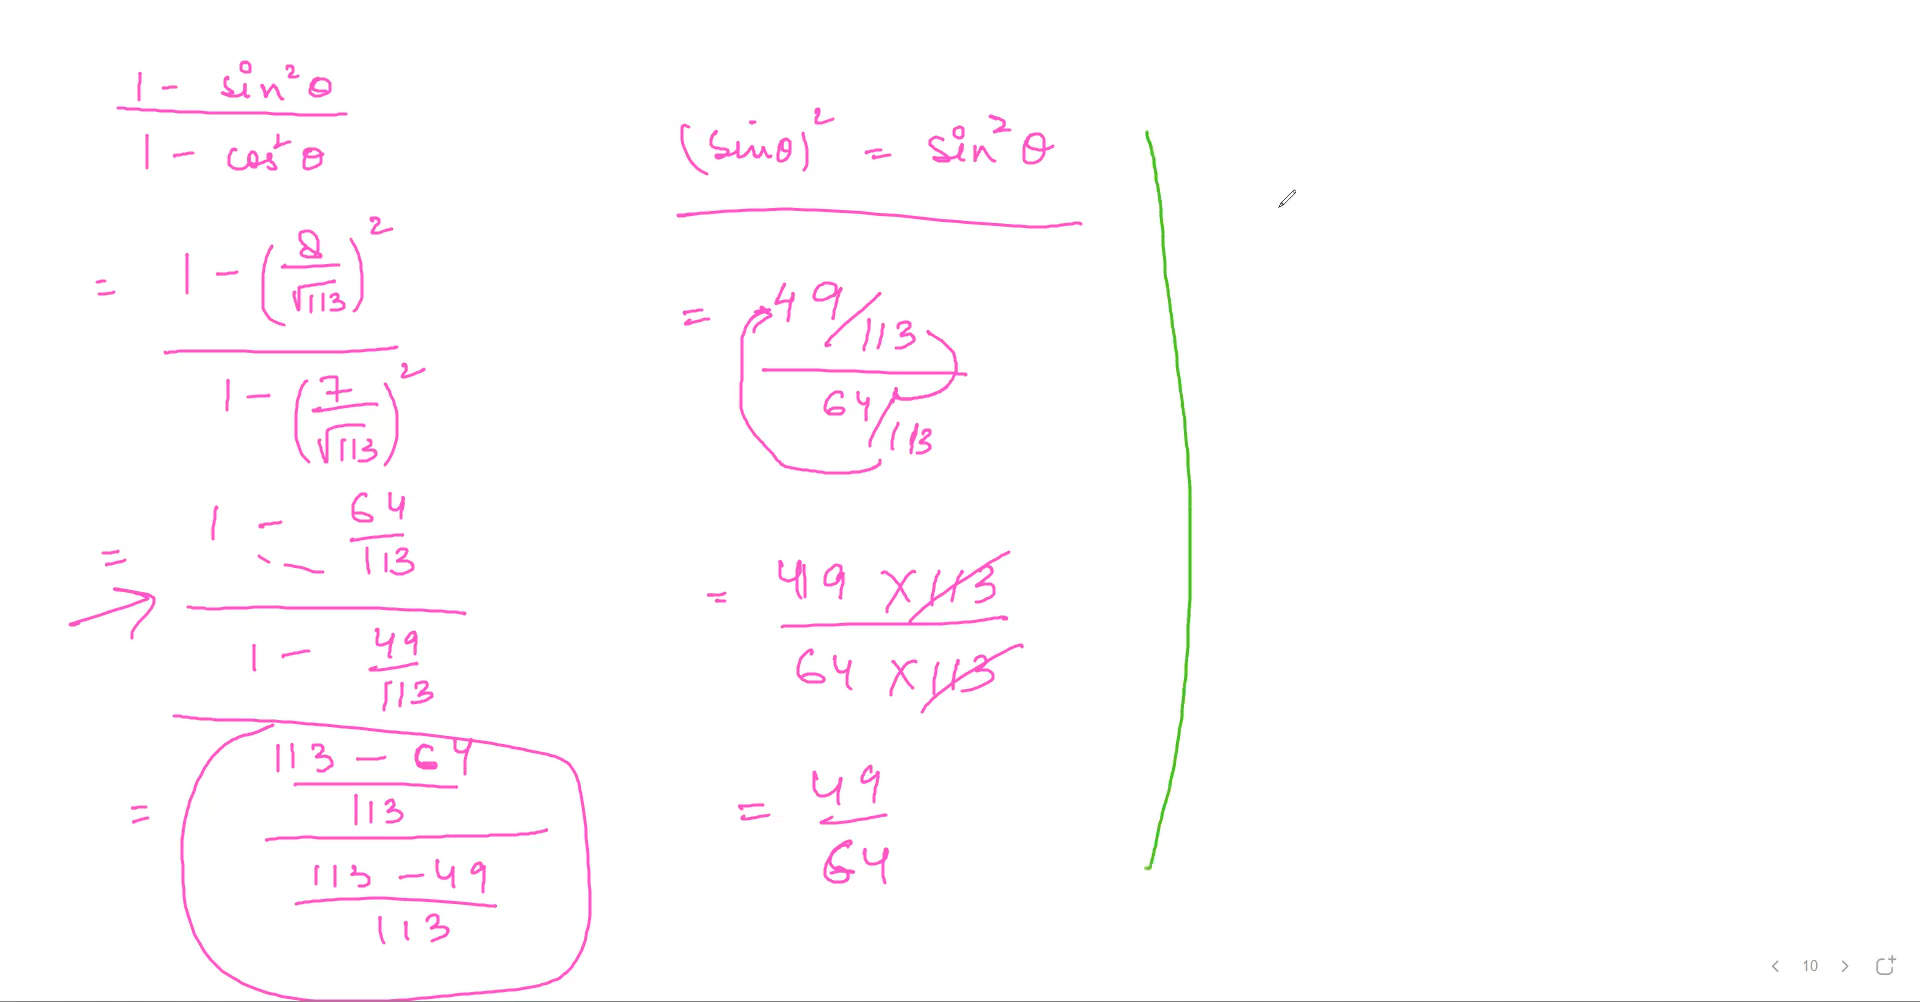 1 - sin²θ
1 - cos²θ
= 1 - (8/√113)²
1 - (7/√113)²
= 1 - 64/113
1 - 49/113
= 113 - 64
113
113 - 49
113
(sinθ)² = sin²θ
= 49/113
64/113
= 49 X 113
64 X 113
= 49
64
10